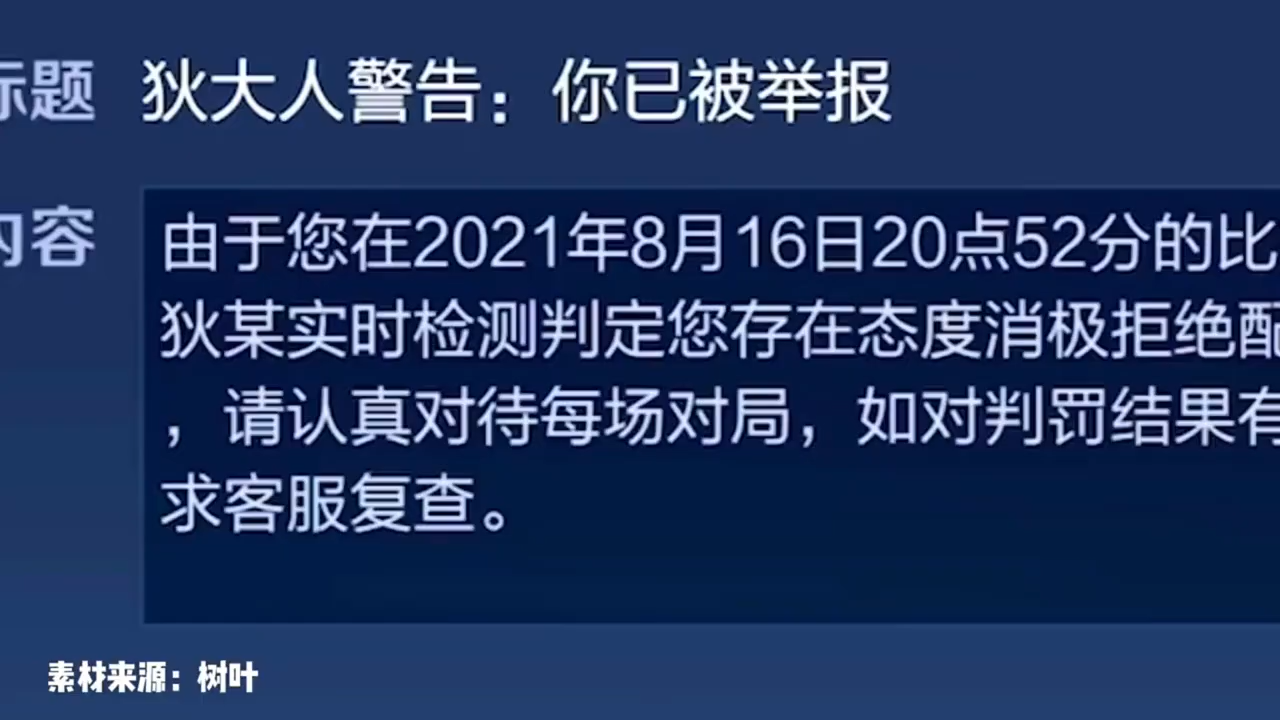 标题 狄大人警告：你已被举报
内容 由于您在2021年8月16日20点52分的比
狄某实时检测判定您存在态度消极拒绝配
，请认真对待每场对局，如对判罚结果有
求客服复查。
素材来源：树叶